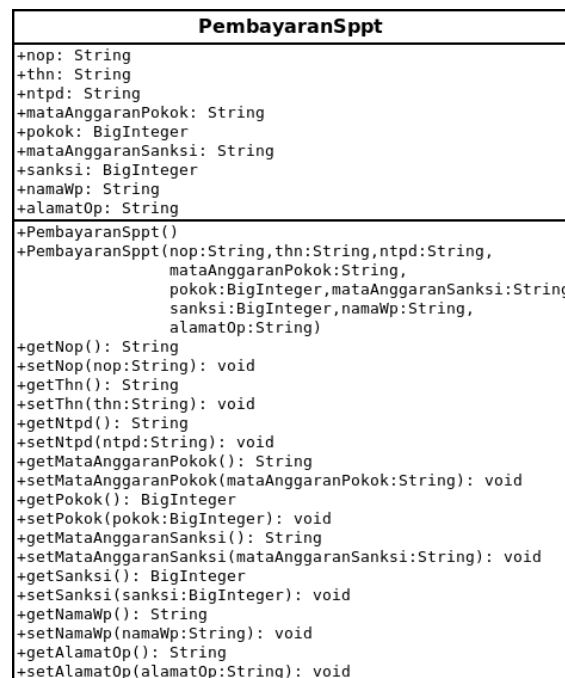 PembayaranSppt
+nop: String
+thn: String
+ntpd: String
+mataAnggaranPokok: String
+pokok: BigInteger
+mataAnggaranSanksi: String
+sanksi: BigInteger
+namaWp: String
+alamatOp: String
+PembayaranSppt()
+PembayaranSppt(nop:String,thn:String,ntpd:String,
mataAnggaranPokok:String,
pokok:BigInteger,mataAnggaranSanksi:String
sanksi:BigInteger,namaWp:String,
alamatOp:String)
+getNop(): String
+setNop(nop:String): void
+getThn(): String
+setThn(thn:String): void
+getNtpd(): String
+setNtpd(ntpd:String): void
+getMataAnggaranPokok(): String
+setMataAnggaranPokok(mataAnggaranPokok:String): void
+getPokok(): BigInteger
+setPokok(pokok:BigInteger): void
+getMataAnggaranSanksi(): String
+setMataAnggaranSanksi(mataAnggaranSanksi:String): void
+getSanksi(): BigInteger
+setSanksi(sanksi:BigInteger): void
+getNamaWp(): String
+setNamaWp(namaWp:String): void
+getAlamatOp(): String
+setAlamatOp(alamatOp:String): void